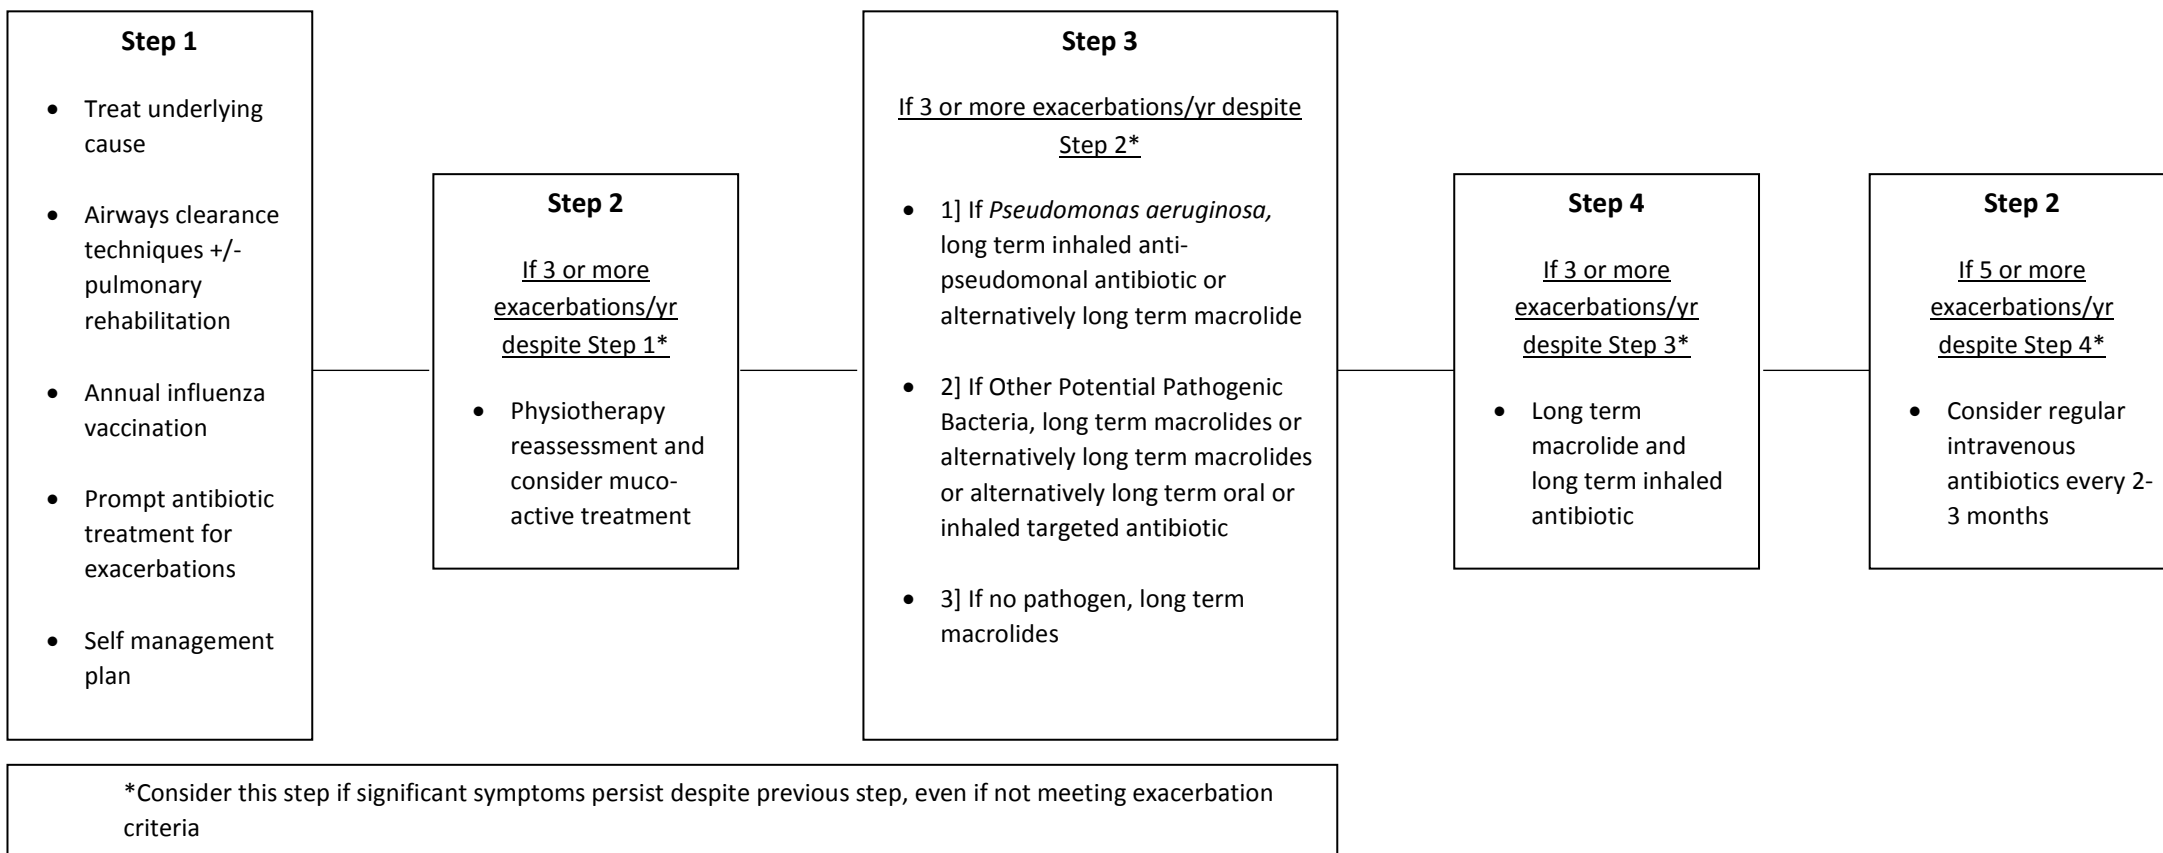 Step 1
• Treat underlying
cause
• Airways clearance
techniques +/-
pulmonary
rehabilitation
• Annual influenza
vaccination
• Prompt antibiotic
treatment for
exacerbations
• Self management
plan
Step 2
If 3 or more
exacerbations/yr
despite Step 1*
• Physiotherapy
reassessment and
consider muco-
active treatment
Step 3
If 3 or more exacerbations/yr despite
Step 2*
• 1] If Pseudomonas aeruginosa,
long term inhaled anti-
pseudomonal antibiotic or
alternatively long term macrolide
• 2] If Other Potential Pathogenic
Bacteria, long term macrolides or
alternatively long term macrolides
or alternatively long term oral or
inhaled targeted antibiotic
• 3] If no pathogen, long term
macrolides
Step 4
If 3 or more
exacerbations/yr
despite Step 3*
• Long term
macrolide and
long term inhaled
antibiotic
Step 2
If 5 or more
exacerbations/yr
despite Step 4*
• Consider regular
intravenous
antibiotics every 2-
3 months
*Consider this step if significant symptoms persist despite previous step, even if not meeting exacerbation
criteria